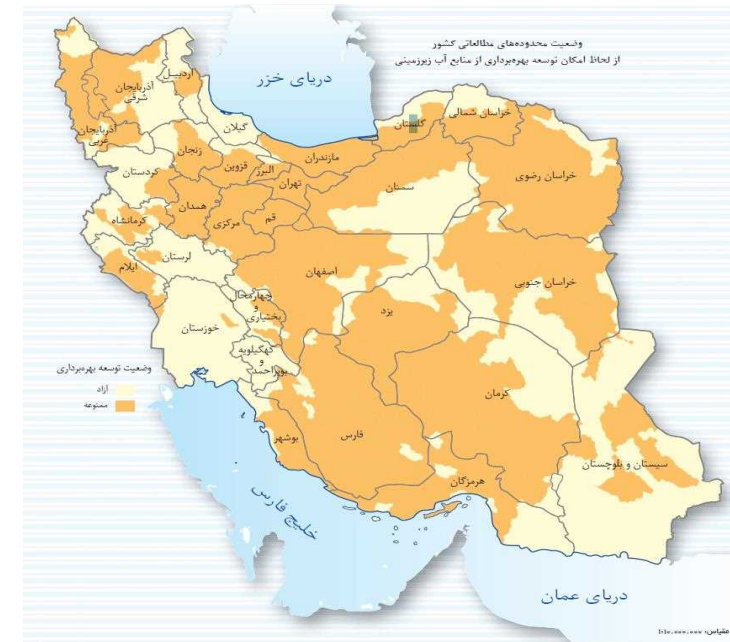 وضعیت محدوده‌های مطالعاتی کشور
از لحاظ امکان توسعه بهره‌برداری از منابع آب زیرزمینی
دریای خزر
اردبیل
آذربایجان
شرقی
آذربایجان
غربی
گیلان
گلستان
خراسان شمالی
مازندران
زنجان
قزوین
البرز
تهران
کردستان
سمنان
خراسان رضوی
همدان
قم
مرکزی
کرمانشاه
لرستان
ایلام
اصفهان
خراسان جنوبی
چهارمحال
و
بختیاری
یزد
خوزستان
کهگیلویه
و
بویراحمد
وضعیت توسعه بهره‌برداری
آزاد
ممنوعه
کرمان
فارس
بوشهر
سیستان و بلوچستان
هرمزگان
خلیج فارس
دریای عمان
مقیاس: